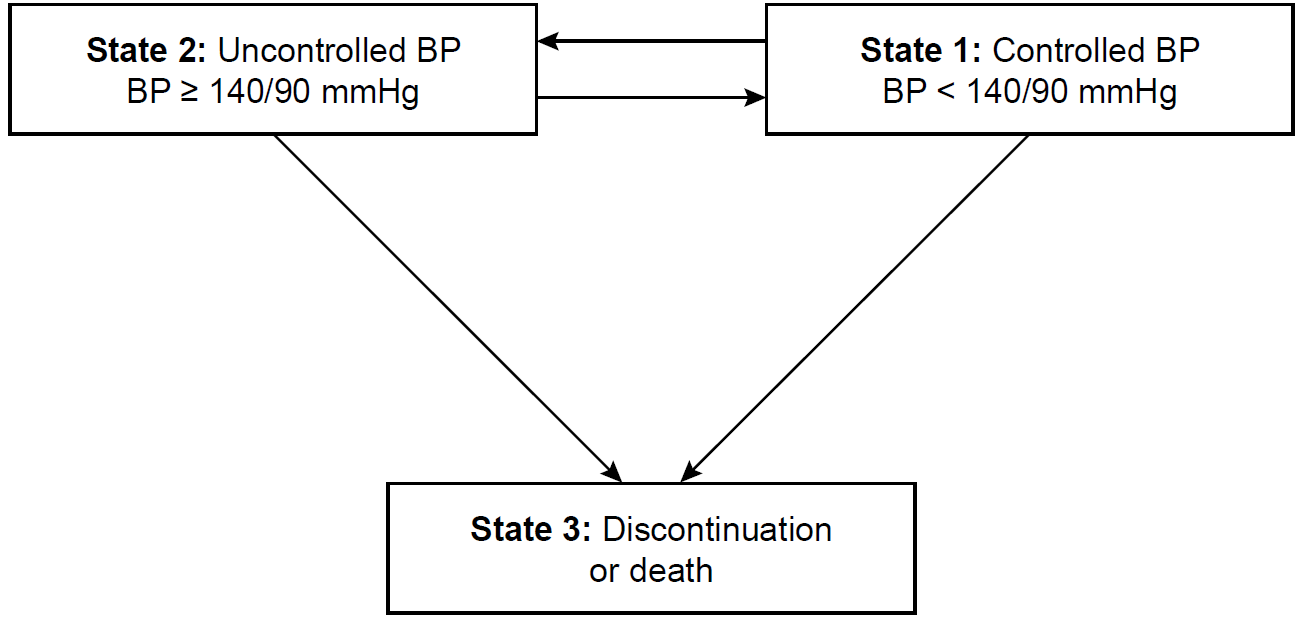 State 2: Uncontrolled BP
BP ≥ 140/90 mmHg
State 1: Controlled BP
BP < 140/90 mmHg
State 3: Discontinuation
or death